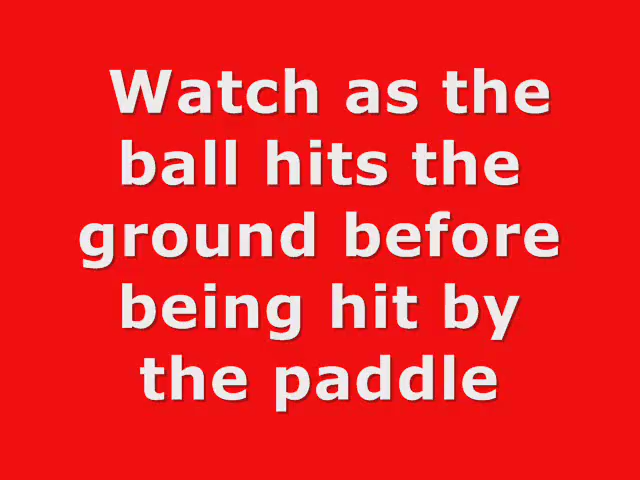 Watch as the
ball hits the
ground before
being hit by
the paddle